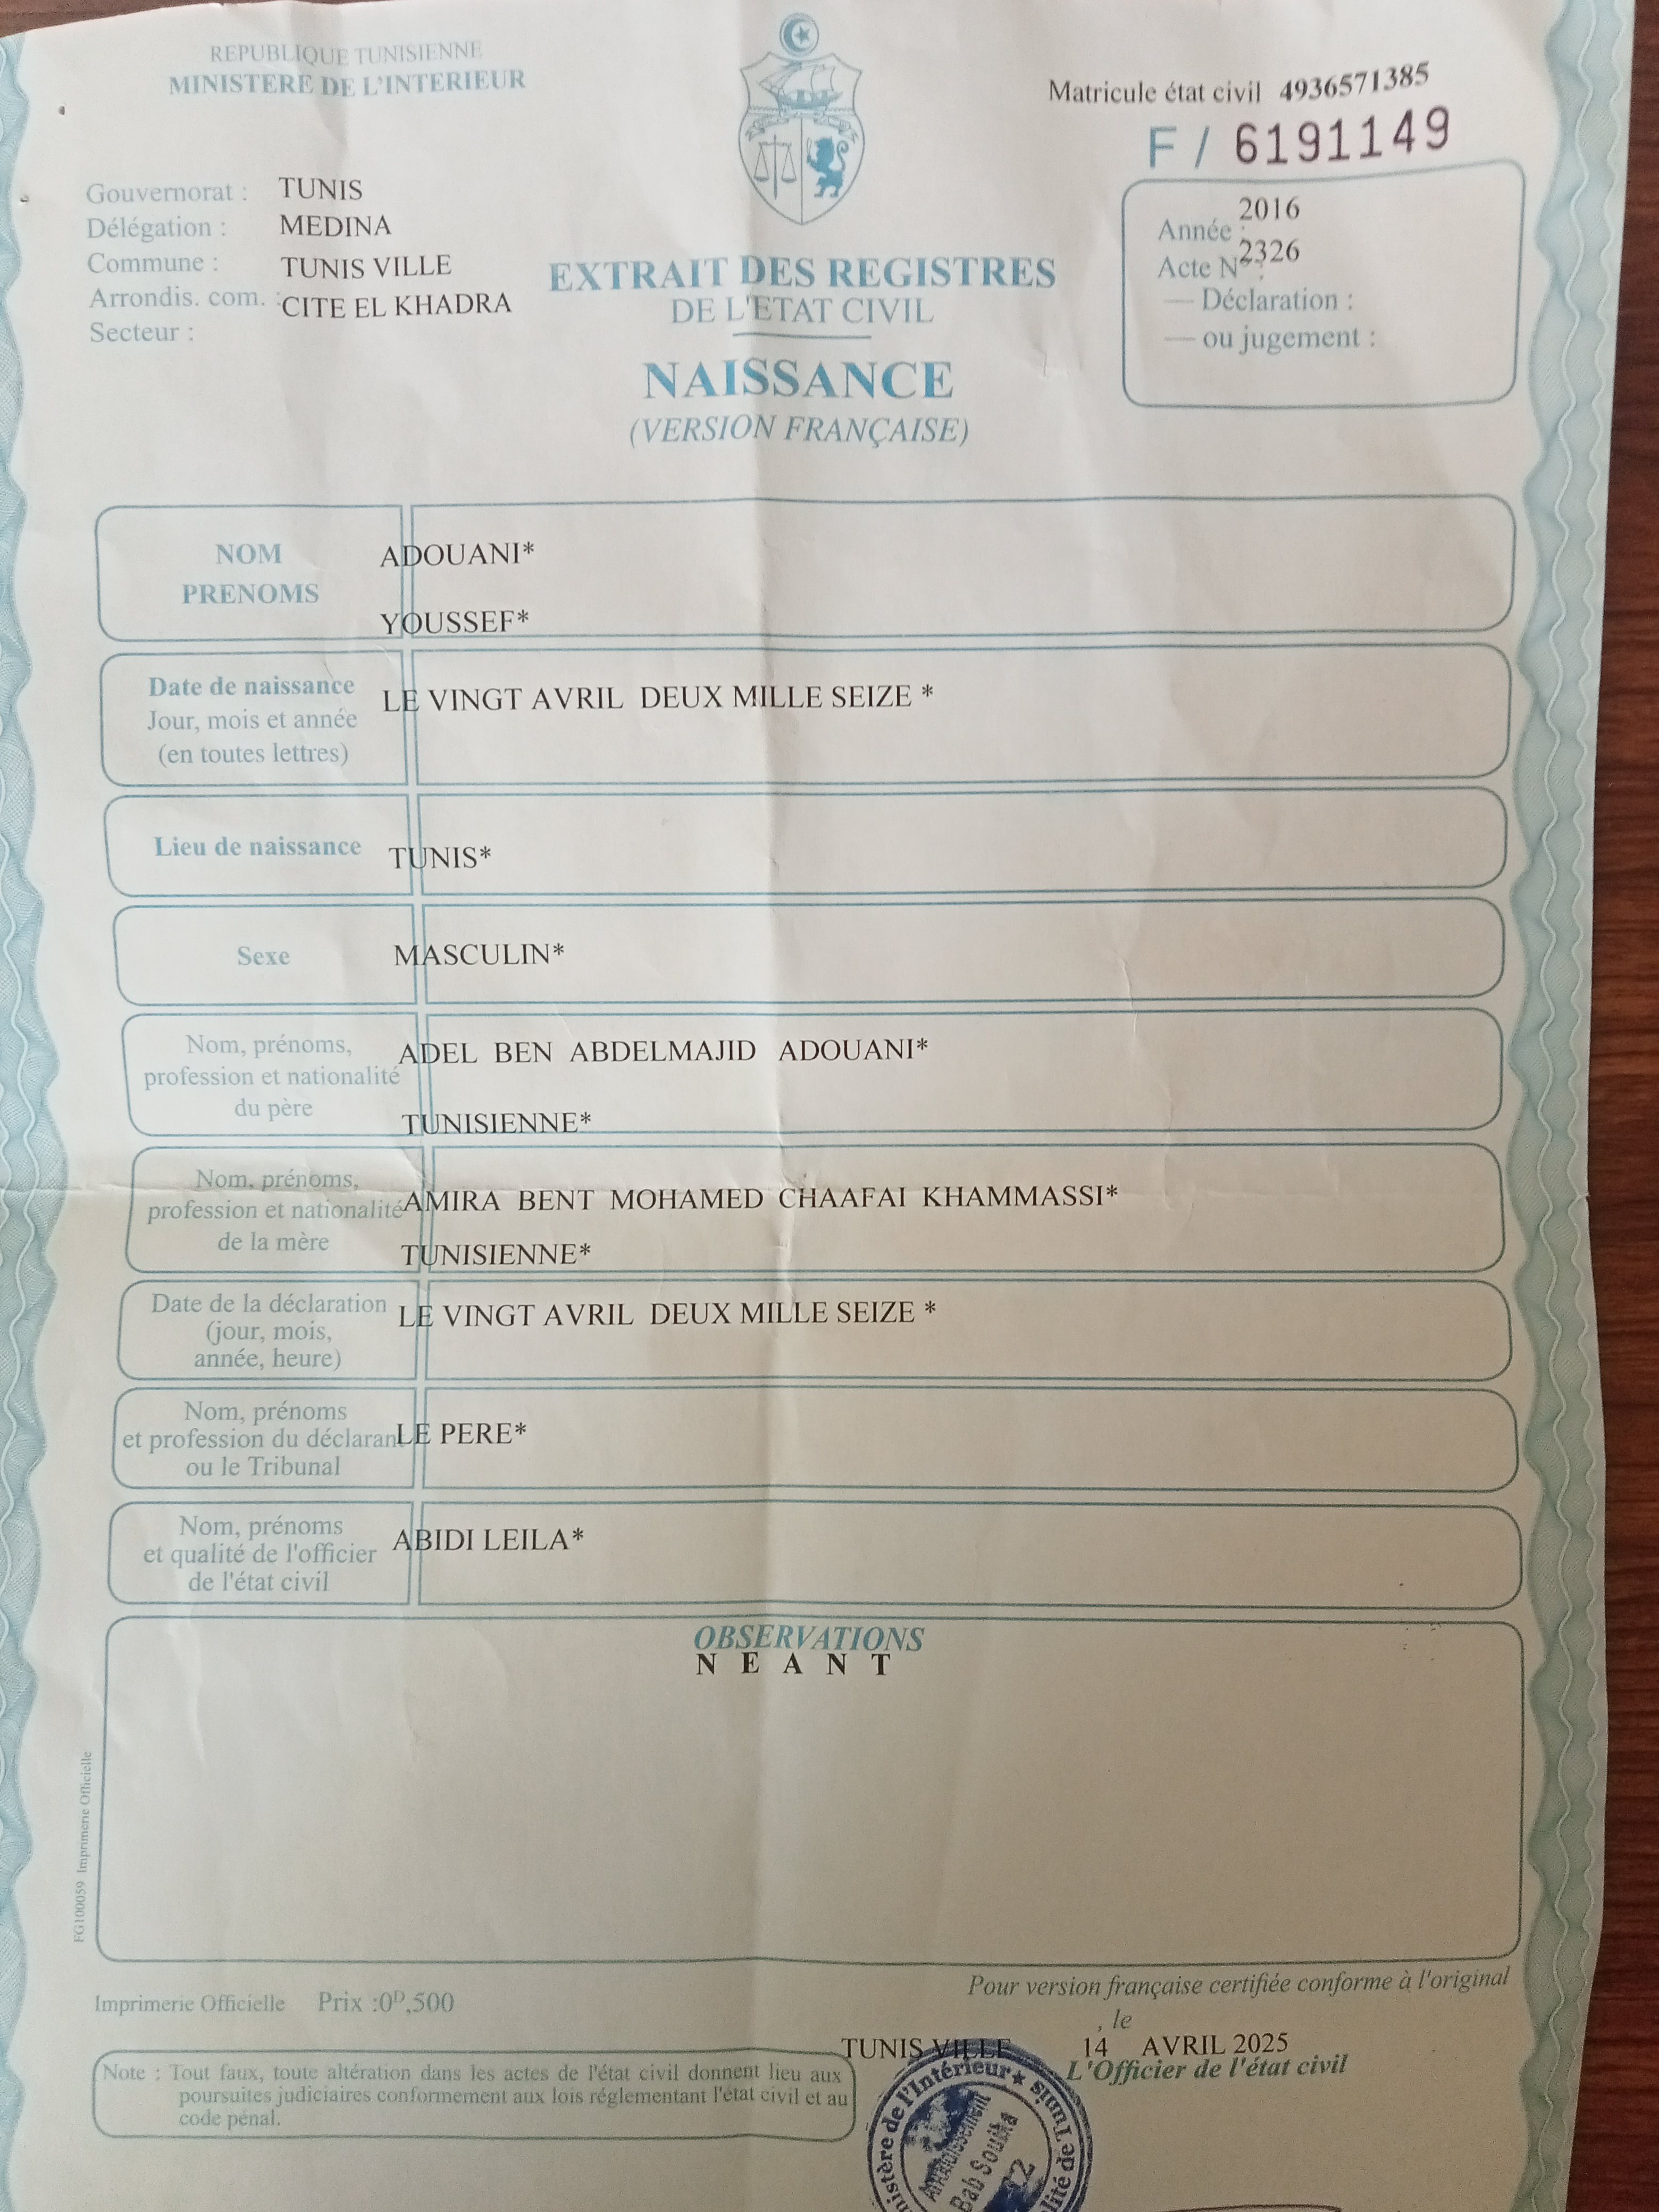 REPUBLIQUE TUNISIENNE
MINISTERE DE L'INTERIEUR
Matricule état civil 4936571385
F / 6191149
Gouvernorat : TUNIS
Délégation : MEDINA
Commune : TUNIS VILLE
Arrondis. com. : CITE EL KHADRA
Secteur :
Année : 2016
Acte N° : 2326
— Déclaration :
— ou jugement :
EXTRAIT DES REGISTRES
DE L'ETAT CIVIL
NAISSANCE
(VERSION FRANÇAISE)
NOM ADOUANI*
PRENOMS YOUSSEF*
Date de naissance
Jour, mois et année
(en toutes lettres)
LE VINGT AVRIL DEUX MILLE SEIZE *
Lieu de naissance TUNIS*
Sexe MASCULIN*
Nom, prénoms,
profession et nationalité
du père
ADEL BEN ABDELMAJID ADOUANI*
TUNISIENNE*
Nom, prénoms,
profession et nationalité
de la mère
AMIRA BENT MOHAMED CHAAFAI KHAMMASSI*
TUNISIENNE*
Date de la déclaration
(jour, mois,
année, heure)
LE VINGT AVRIL DEUX MILLE SEIZE *
Nom, prénoms
et profession du déclarant
ou le Tribunal
LE PERE*
Nom, prénoms
et qualité de l'officier
de l'état civil
ABIDI LEILA*
OBSERVATIONS
N E A N T
FG100059 Imprimerie Officielle
Imprimerie Officielle Prix :0ᴰ,500
Pour version française certifiée conforme à l'original
, le
TUNIS VILLE 14 AVRIL 2025
L'Officier de l'état civil
Note : Tout faux, toute altération dans les actes de l'état civil donnent lieu aux
poursuites judiciaires conformement aux lois réglementant l'état civil et au
code pénal.
de l'Intérieur ★
de Tunis
Arrondissement
Bab Souika